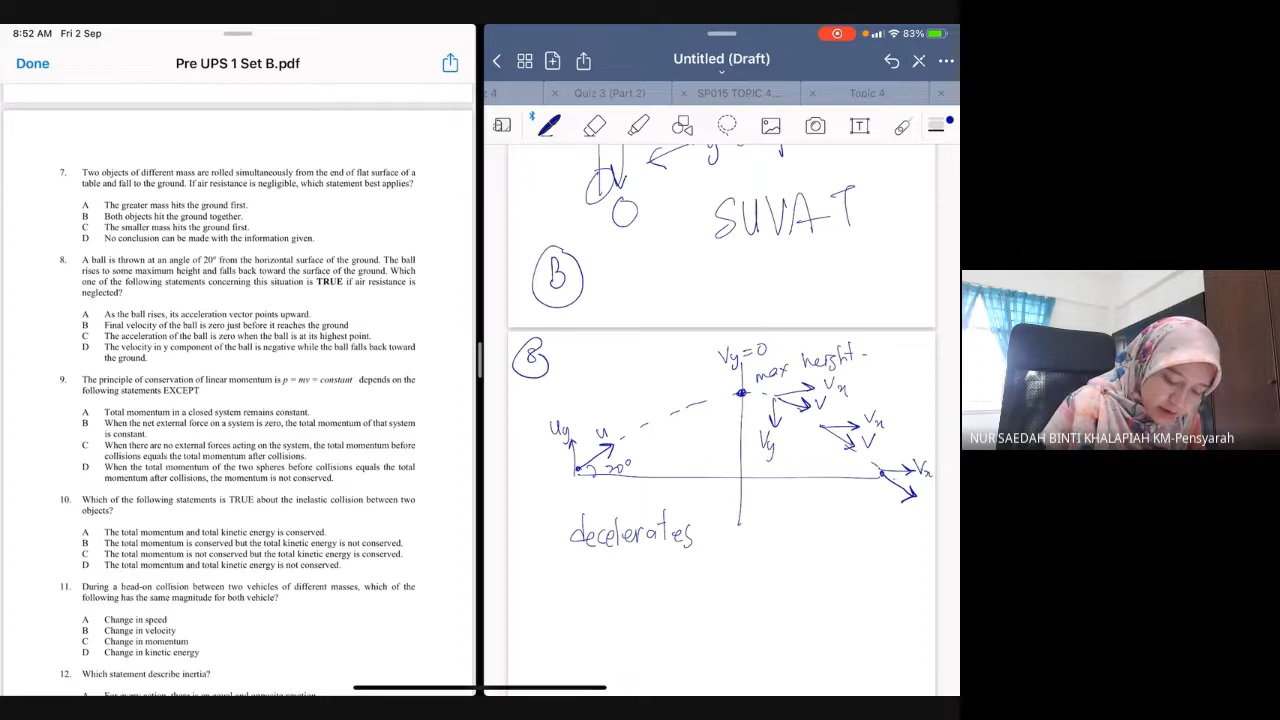 8:52 AM Fri 2 Sep
Done
Pre UPS 1 Set B.pdf
7. Two objects of different mass are rolled simultaneously from the end of flat surface of a
table and fall to the ground. If air resistance is negligible, which statement best applies?
A The greater mass hits the ground first.
B Both objects hit the ground together.
C The smaller mass hits the ground first.
D No conclusion can be made with the information given.
8. A ball is thrown at an angle of 20° from the horizontal surface of the ground. The ball
rises to some maximum height and falls back toward the surface of the ground. Which
one of the following statements concerning this situation is TRUE if air resistance is
neglected?
A As the ball rises, its acceleration vector points upward.
B Final velocity of the ball is zero just before it reaches the ground
C The acceleration of the ball is zero when the ball is at its highest point.
D The velocity in y component of the ball is negative while the ball falls back toward
the ground.
9. The principle of conservation of linear momentum is p = mv = constant depends on the
following statements EXCEPT
A Total momentum in a closed system remains constant.
B When the net external force on a system is zero, the total momentum of that system
is constant.
C When there are no external forces acting on the system, the total momentum before
collisions equals the total momentum after collisions.
D When the total momentum of the two spheres before collisions equals the total
momentum after collisions, the momentum is not conserved.
10. Which of the following statements is TRUE about the inelastic collision between two
objects?
A The total momentum and total kinetic energy is conserved.
B The total momentum is conserved but the total kinetic energy is not conserved.
C The total momentum is not conserved but the total kinetic energy is conserved.
D The total momentum and total kinetic energy is not conserved.
11. During a head-on collision between two vehicles of different masses, which of the
following has the same magnitude for both vehicle?
A Change in speed
B Change in velocity
C Change in momentum
D Change in kinetic energy
12. Which statement describe inertia?
A For every action, there is an equal and opposite reaction
83%
Untitled (Draft)
z 4
Quiz 3 (Part 2)
SP015 TOPIC 4...
Topic 4
SUVAT
B
8
Vy=0
max height
Vx
V
Vy
Vx
V
Uy
u
20°
Vx
decelerates
NUR SAEDAH BINTI KHALAPIAH KM-Pensyarah